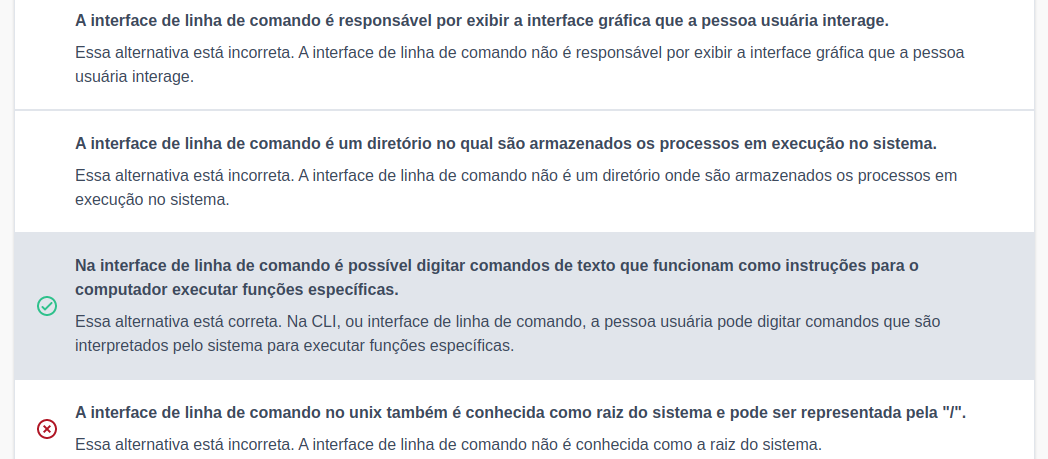 A interface de linha de comando é responsável por exibir a interface gráfica que a pessoa usuária interage.
Essa alternativa está incorreta. A interface de linha de comando não é responsável por exibir a interface gráfica que a pessoa
usuária interage.
A interface de linha de comando é um diretório no qual são armazenados os processos em execução no sistema.
Essa alternativa está incorreta. A interface de linha de comando não é um diretório onde são armazenados os processos em
execução no sistema.
Na interface de linha de comando é possível digitar comandos de texto que funcionam como instruções para o
computador executar funções específicas.
Essa alternativa está correta. Na CLI, ou interface de linha de comando, a pessoa usuária pode digitar comandos que são
interpretados pelo sistema para executar funções específicas.
A interface de linha de comando no unix também é conhecida como raiz do sistema e pode ser representada pela "/".
Essa alternativa está incorreta. A interface de linha de comando não é conhecida como a raiz do sistema.